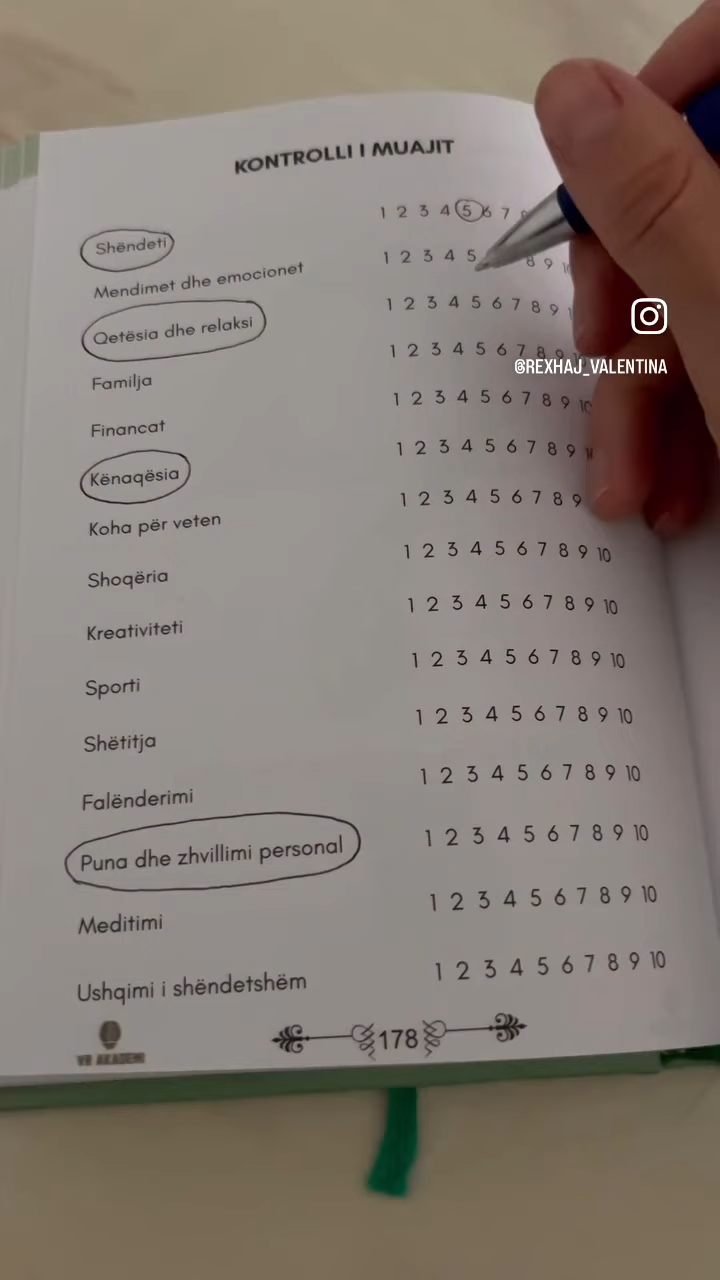 KONTROLLI I MUAJIT
Shëndeti 1 2 3 4 5 6 7
Mendimet dhe emocionet 1 2 3 4 5 8 9
Qetësia dhe relaksi 1 2 3 4 5 6 7 8 9
Familja 1 2 3 4 5 6 7 8 9
Financat 1 2 3 4 5 6 7 8 9 10
Kënaqësia 1 2 3 4 5 6 7 8 9
Koha për veten 1 2 3 4 5 6 7 8 9
Shoqëria 1 2 3 4 5 6 7 8 9 10
Kreativiteti 1 2 3 4 5 6 7 8 9 10
Sporti 1 2 3 4 5 6 7 8 9 10
Shëtitja 1 2 3 4 5 6 7 8 9 10
Falënderimi 1 2 3 4 5 6 7 8 9 10
Puna dhe zhvillimi personal 1 2 3 4 5 6 7 8 9 10
Meditimi 1 2 3 4 5 6 7 8 9 10
Ushqimi i shëndetshëm 1 2 3 4 5 6 7 8 9 10
VB AKADEMI
178
@REXHAJ_VALENTINA